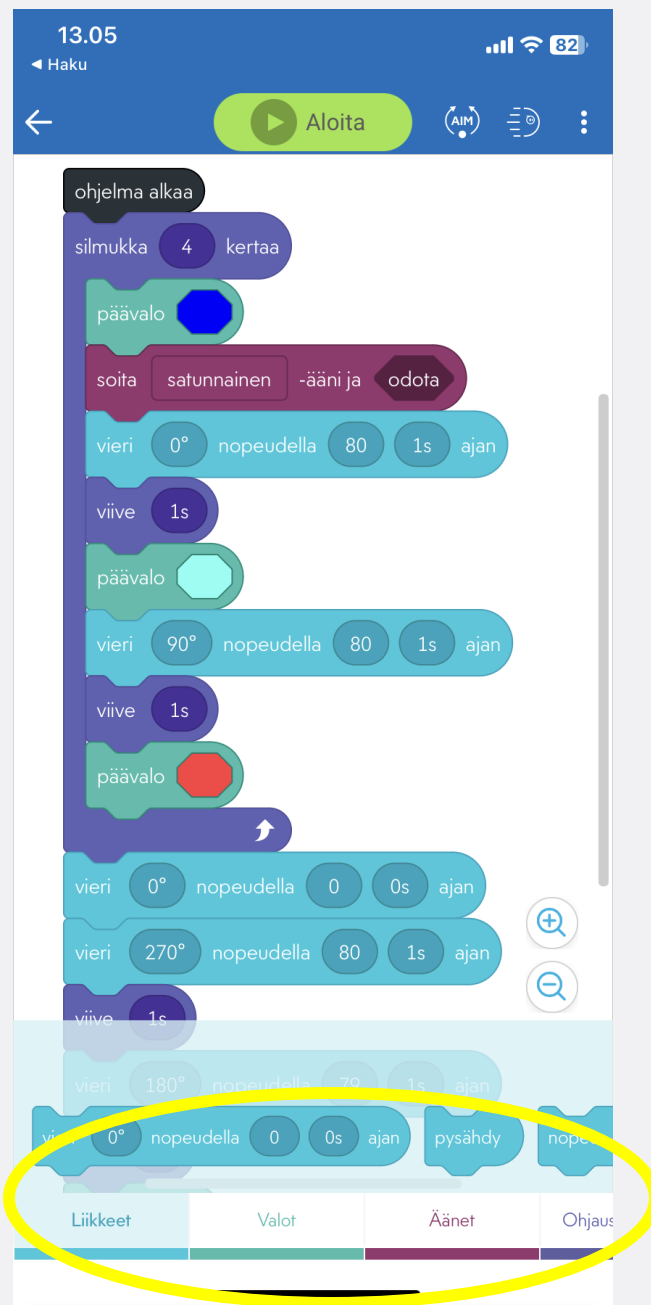 13.05
82
◀ Haku
Aloita
AIM
ohjelma alkaa
silmukka 4 kertaa
päävalo
soita satunnainen -ääni ja odota
vieri 0° nopeudella 80 1s ajan
viive 1s
päävalo
vieri 90° nopeudella 80 1s ajan
viive 1s
päävalo
vieri 0° nopeudella 0 0s ajan
vieri 270° nopeudella 80 1s ajan
viive 1s
vieri 180° nopeudella 79 1s ajan
vieri 0° nopeudella 0 0s ajan pysähdy
Liikkeet Valot Äänet Ohjaus